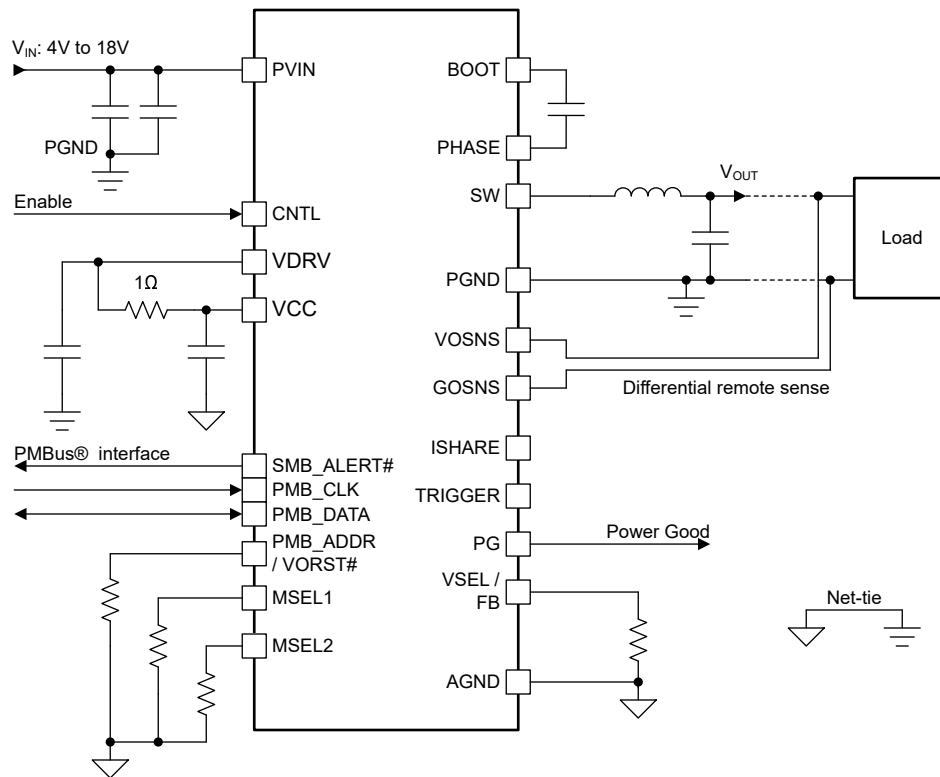 VIN: 4V to 18V
PVIN
PGND
Enable
CNTL
VDRV
1Ω
VCC
PMBus® interface
SMB_ALERT#
PMB_CLK
PMB_DATA
PMB_ADDR
/ VORST#
MSEL1
MSEL2
BOOT
PHASE
SW
VOUT
Load
PGND
VOSNS
GOSNS
Differential remote sense
ISHARE
TRIGGER
PG
Power Good
VSEL /
FB
Net-tie
AGND